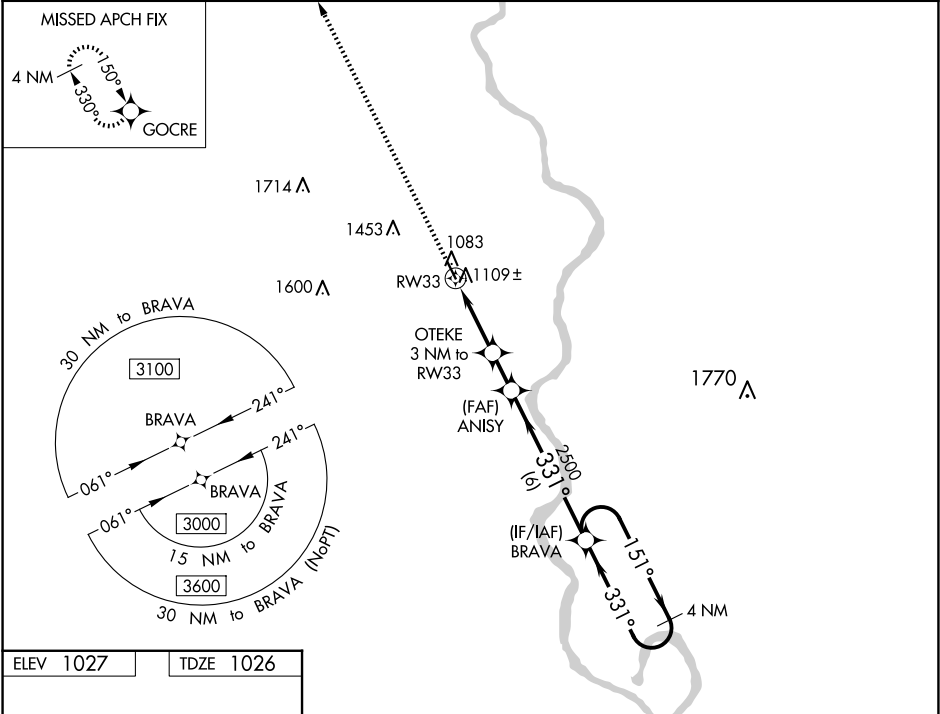 MISSED APCH FIX
4 NM
150°
330°
GOCRE
1714
1453
1083
RW33
1109±
1600
OTEKE
3 NM to
RW33
1770
(FAF)
ANISY
30 NM to BRAVA
3100
241°
BRAVA
061°
241°
BRAVA
061°
3000
15 NM to BRAVA
3600
30 NM to BRAVA (NoPT)
2500
331°
(6)
(IF/IAF)
BRAVA
151°
331°
4 NM
ELEV 1027
TDZE 1026